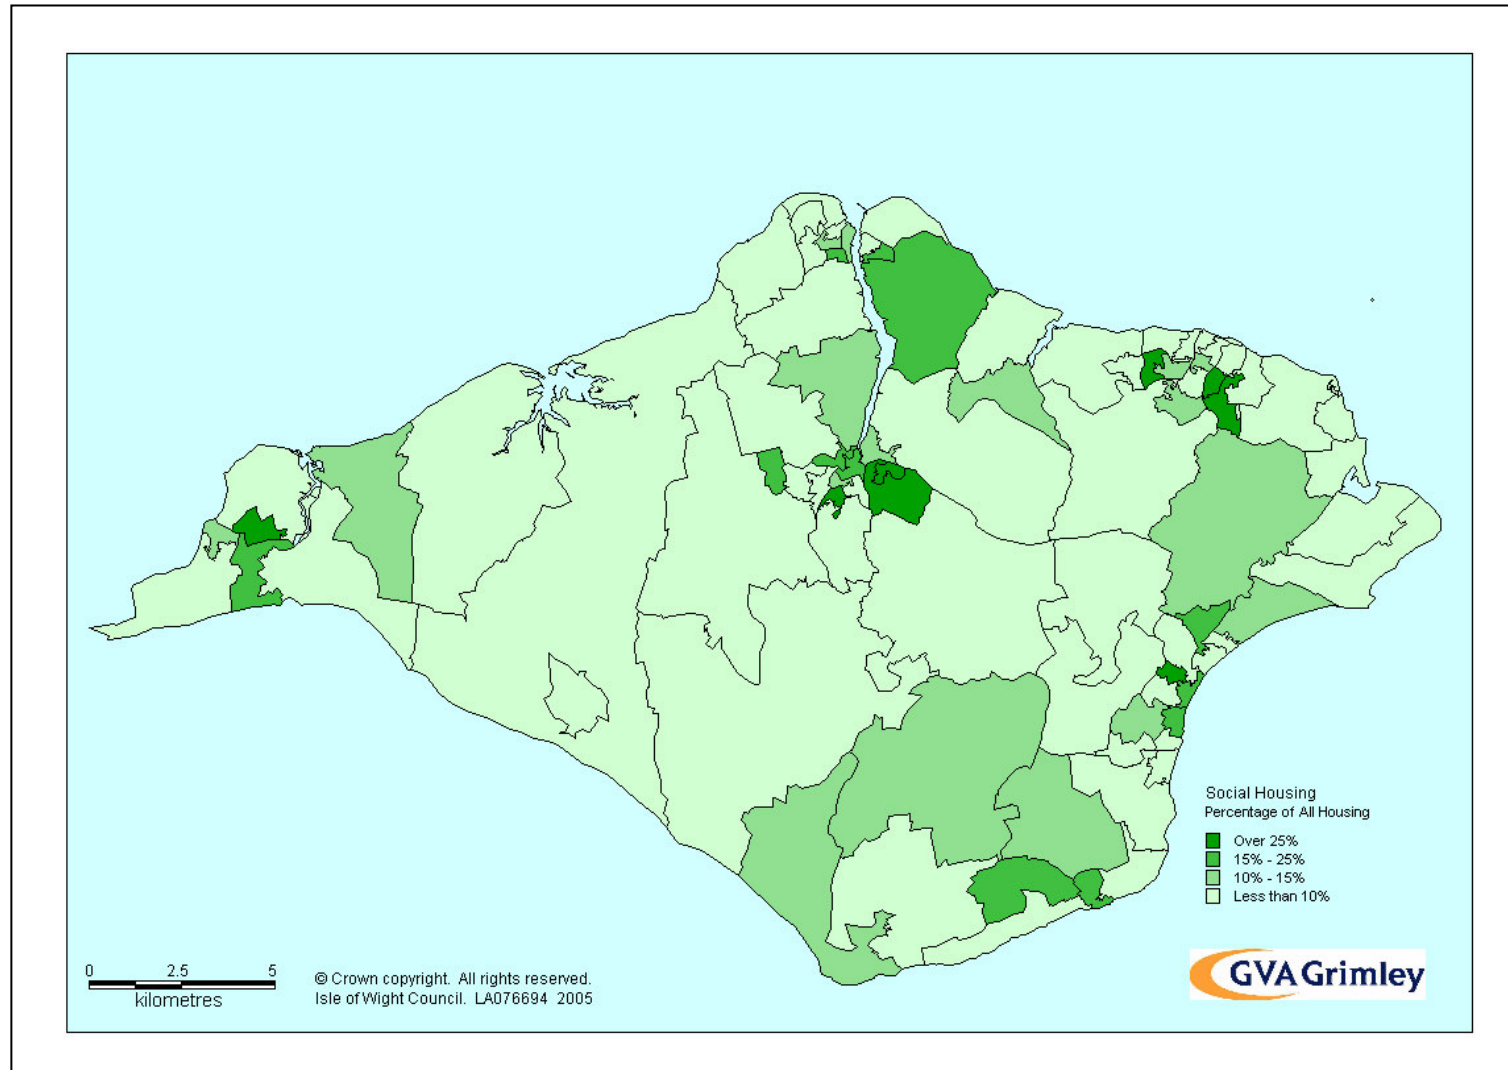 Social Housing
Percentage of All Housing
Over 25%
15% - 25%
10% - 15%
Less than 10%
0 2.5 5
kilometres
© Crown copyright. All rights reserved.
Isle of Wight Council. LA076694 2005
GVA Grimley